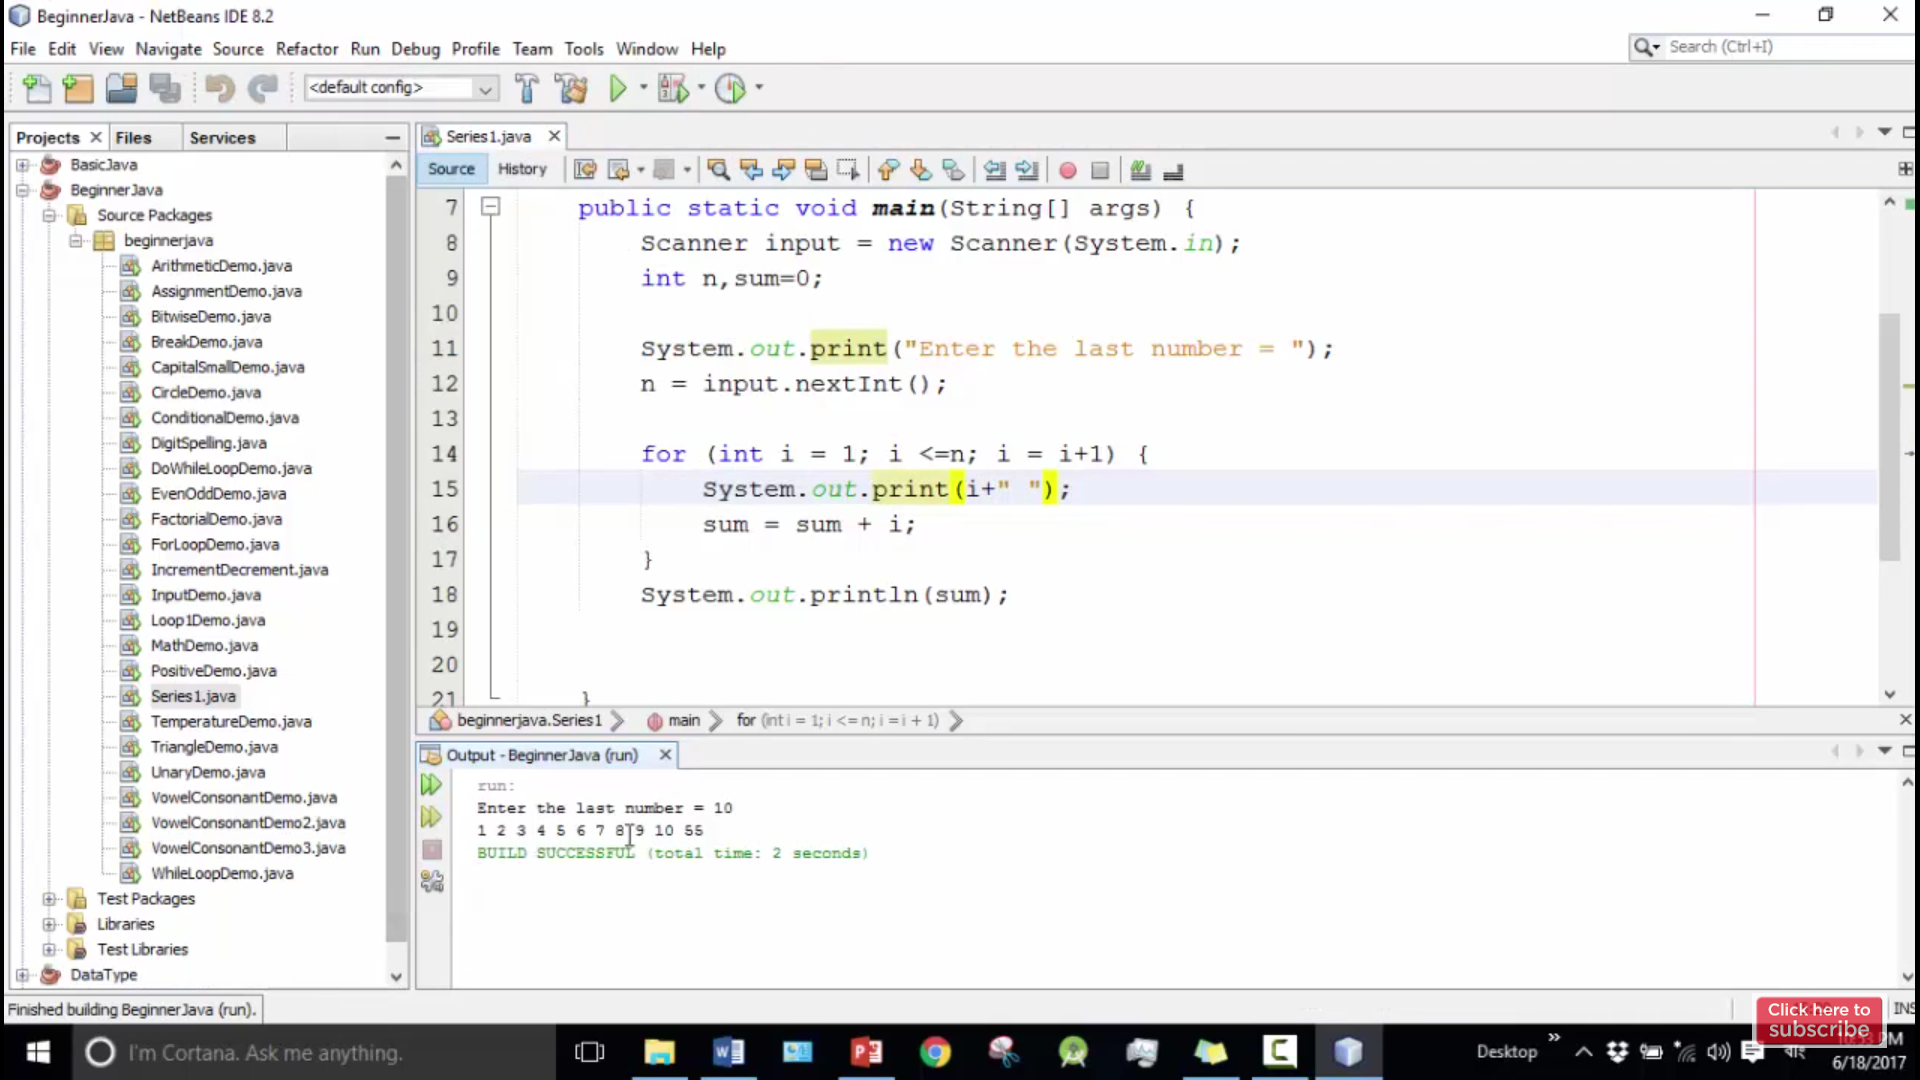 BeginnerJava - NetBeans IDE 8.2
File Edit View Navigate Source Refactor Run Debug Profile Team Tools Window Help
Search (Ctrl+I)
<default config>
Projects Files Services
BasicJava
BeginnerJava
Source Packages
beginnerjava
ArithmeticDemo.java
AssignmentDemo.java
BitwiseDemo.java
BreakDemo.java
CapitalSmallDemo.java
CircleDemo.java
ConditionalDemo.java
DigitSpelling.java
DoWhileLoopDemo.java
EvenOddDemo.java
FactorialDemo.java
ForLoopDemo.java
IncrementDecrement.java
InputDemo.java
Loop1Demo.java
MathDemo.java
PositiveDemo.java
Series1.java
TemperatureDemo.java
TriangleDemo.java
UnaryDemo.java
VowelConsonantDemo.java
VowelConsonantDemo2.java
VowelConsonantDemo3.java
WhileLoopDemo.java
Test Packages
Libraries
Test Libraries
DataType
Series1.java
Source History
7 public static void main(String[] args) {
8 Scanner input = new Scanner(System.in);
9 int n,sum=0;
10
11 System.out.print("Enter the last number = ");
12 n = input.nextInt();
13
14 for (int i = 1; i <=n; i = i+1) {
15 System.out.print(i+" ");
16 sum = sum + i;
17 }
18 System.out.println(sum);
19
20
21 }
beginnerjava.Series1 main for (int i = 1; i <= n; i = i + 1)
Output - BeginnerJava (run)
run:
Enter the last number = 10
1 2 3 4 5 6 7 8 9 10 55
BUILD SUCCESSFUL (total time: 2 seconds)
Finished building BeginnerJava (run).
INS
Click here to
subscribe
I'm Cortana. Ask me anything.
Desktop
বাং
PM
6/18/2017